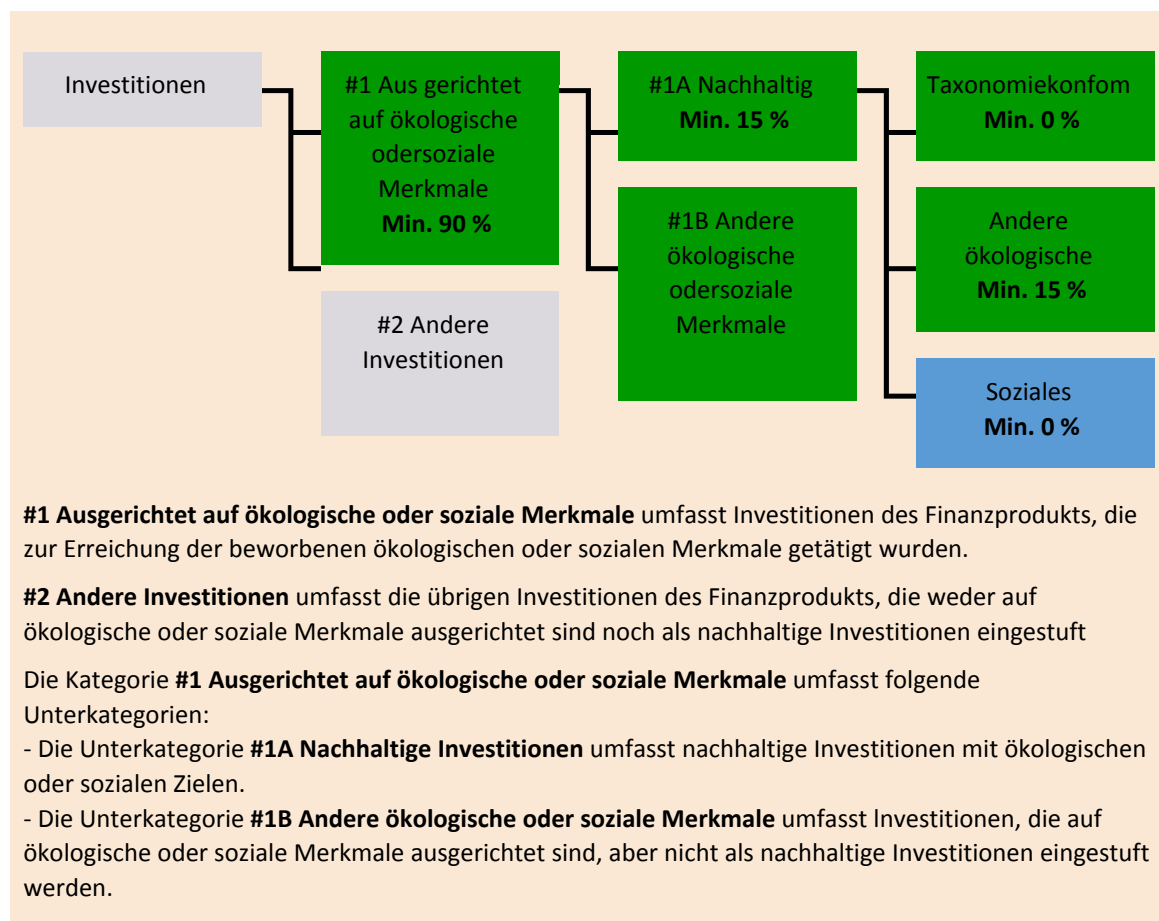 Investitionen
#1 Aus gerichtet
auf ökologische
odersoziale
Merkmale
Min. 90 %
#2 Andere
Investitionen
#1A Nachhaltig
Min. 15 %
#1B Andere
ökologische
odersoziale
Merkmale
Taxonomiekonfom
Min. 0 %
Andere
ökologische
Min. 15 %
Soziales
Min. 0 %
#1 Ausgerichtet auf ökologische oder soziale Merkmale umfasst Investitionen des Finanzprodukts, die
zur Erreichung der beworbenen ökologischen oder sozialen Merkmale getätigt wurden.
#2 Andere Investitionen umfasst die übrigen Investitionen des Finanzprodukts, die weder auf
ökologische oder soziale Merkmale ausgerichtet sind noch als nachhaltige Investitionen eingestuft
Die Kategorie #1 Ausgerichtet auf ökologische oder soziale Merkmale umfasst folgende
Unterkategorien:
- Die Unterkategorie #1A Nachhaltige Investitionen umfasst nachhaltige Investitionen mit ökologischen
oder sozialen Zielen.
- Die Unterkategorie #1B Andere ökologische oder soziale Merkmale umfasst lnvestitionen, die auf
ökologische oder soziale Merkmale ausgerichtet sind, aber nicht als nachhaltige Investitionen eingestuft
werden.